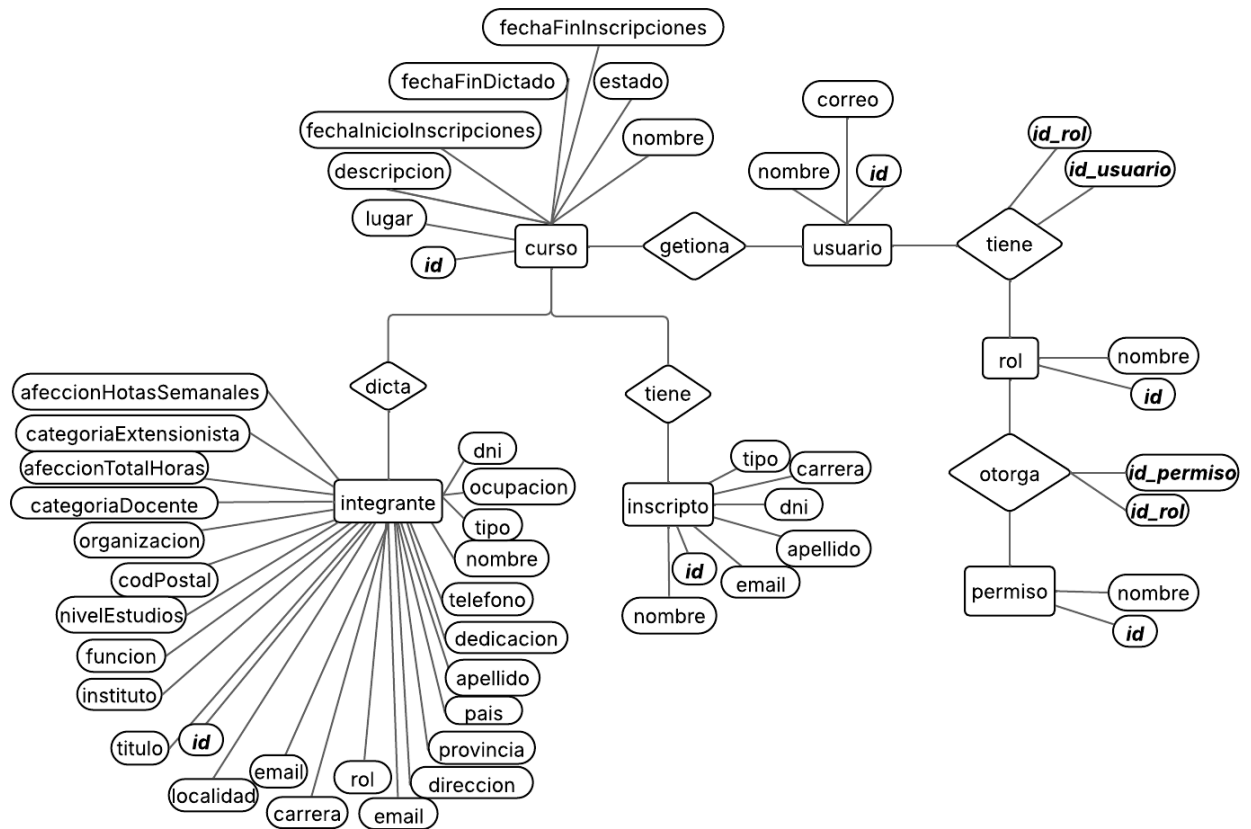 fechaFinInscripciones
fechaFinDictado
estado
correo
fechaInicioInscripciones
nombre
id_rol
descripcion
nombre
id
id_usuario
lugar
id
curso
getiona
usuario
tiene
rol
nombre
id
dicta
tiene
afeccionHotasSemanales
categoriaExtensionista
afeccionTotalHoras
categoriaDocente
organizacion
codPostal
nivelEstudios
funcion
instituto
titulo
id
localidad
email
carrera
rol
email
direccion
provincia
pais
apellido
dedicacion
telefono
nombre
tipo
ocupacion
dni
integrante
inscripto
tipo
carrera
dni
apellido
email
id
nombre
otorga
id_permiso
id_rol
permiso
nombre
id